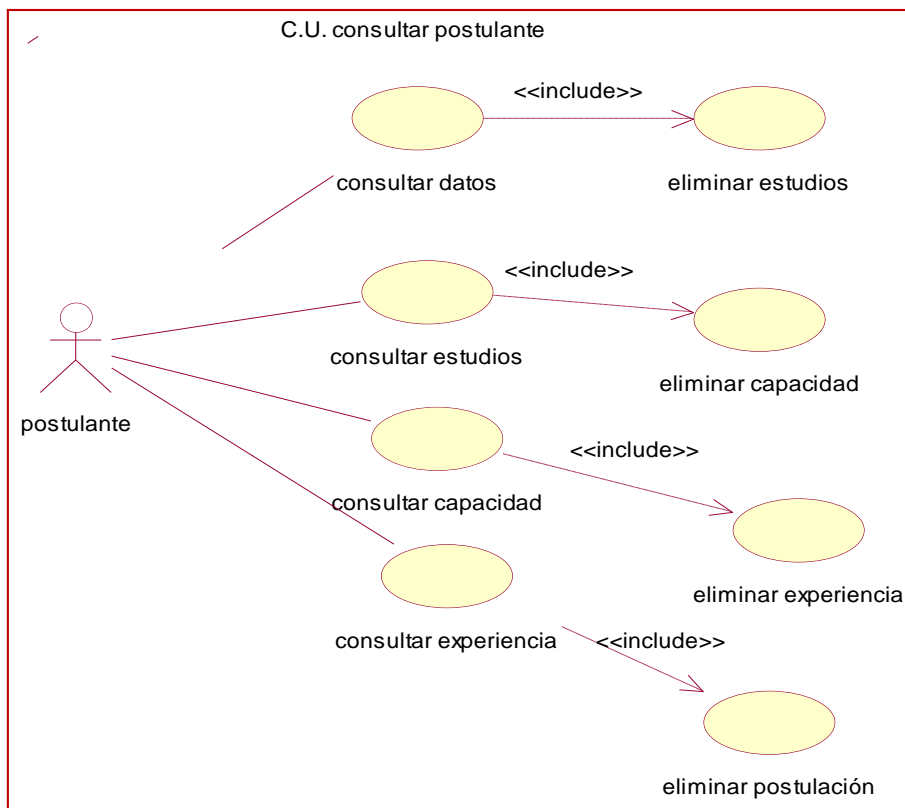 C.U. consultar postulante
<<include>>
consultar datos
eliminar estudios
<<include>>
consultar estudios
eliminar capacidad
postulante
<<include>>
consultar capacidad
eliminar experiencia
consultar experiencia
<<include>>
eliminar postulación